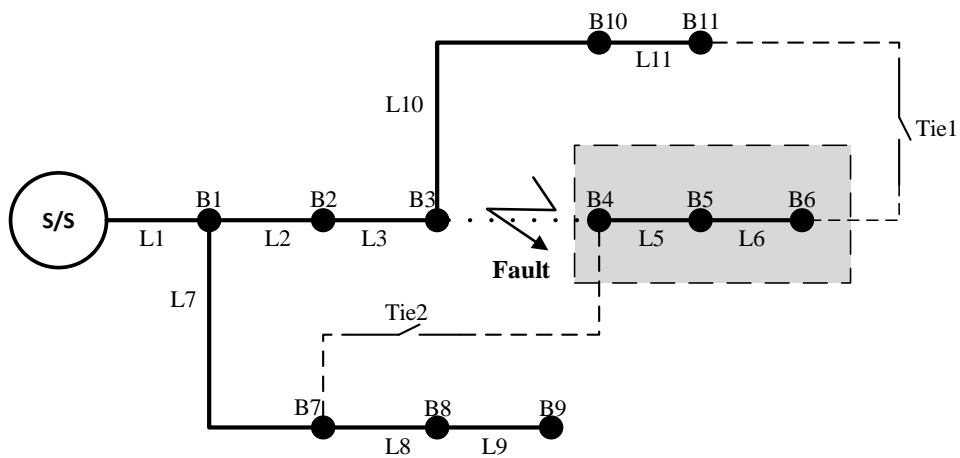 B10 B11
L11
L10
Tie1
S/S
B1 B2 B3 B4 B5 B6
L1 L2 L3 L5 L6
Fault
L7
Tie2
B7 B8 B9
L8 L9